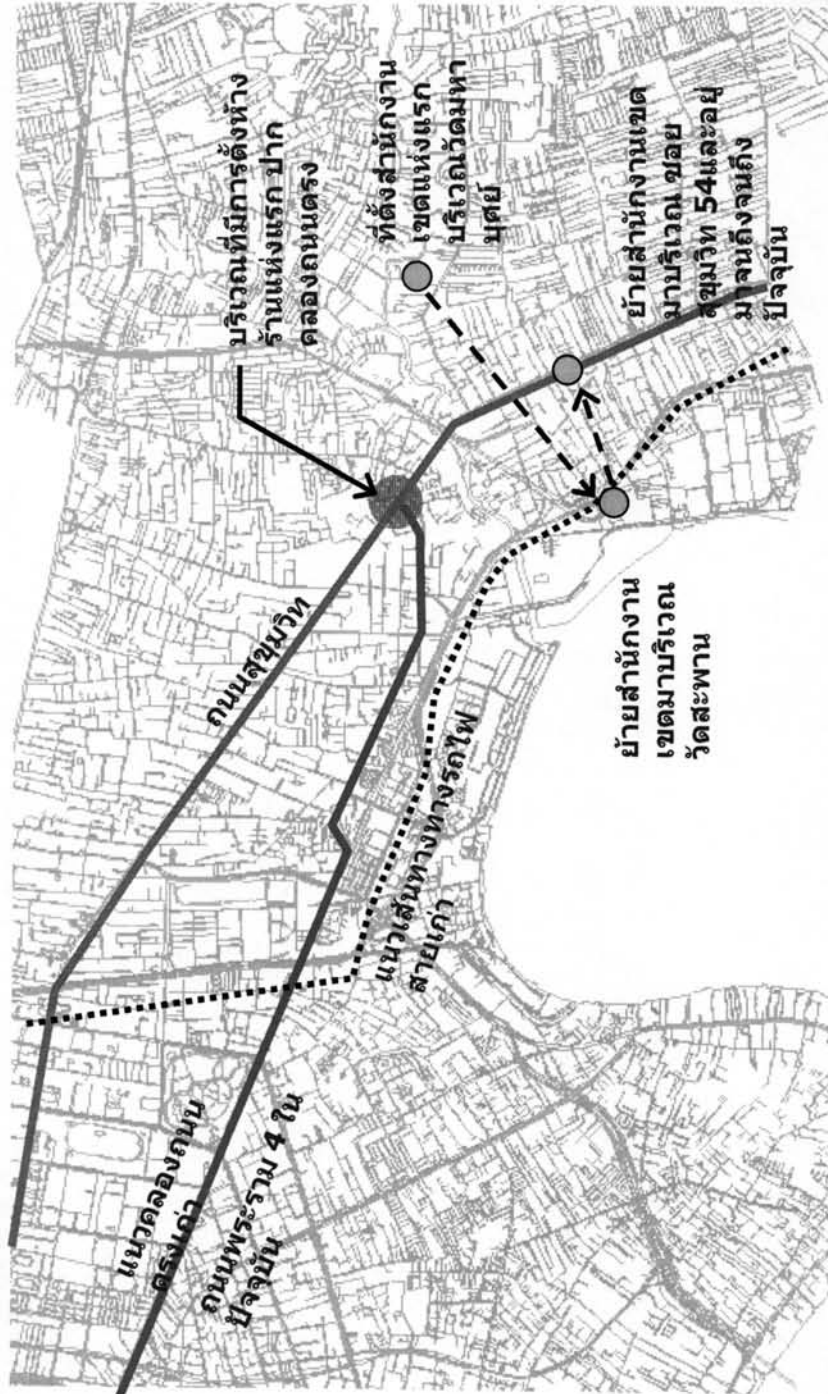 บริเวณที่มีการตั้งห้าง
ร้านแห่งแรก ปาก
คลองถนนตรง
ที่ตั้งสำนักงาน
เขตแห่งแรก
บริเวณวัดมหา
บุศย์
ย้ายสำนักงานเขต
มาบริเวณ ซอย
สุขุมวิท 54และอยู่
มาจนถึงจนถึง
ปัจจุบัน
ถนนสุขุมวิท
ย้ายสำนักงาน
เขตมาบริเวณ
วัดสะพาน
แนวเส้นทางทางรถไฟ
สายเก่า
แนวคลองถนน
ตรงเก่า
ถนนพระราม 4 ใน
ปัจจุบัน